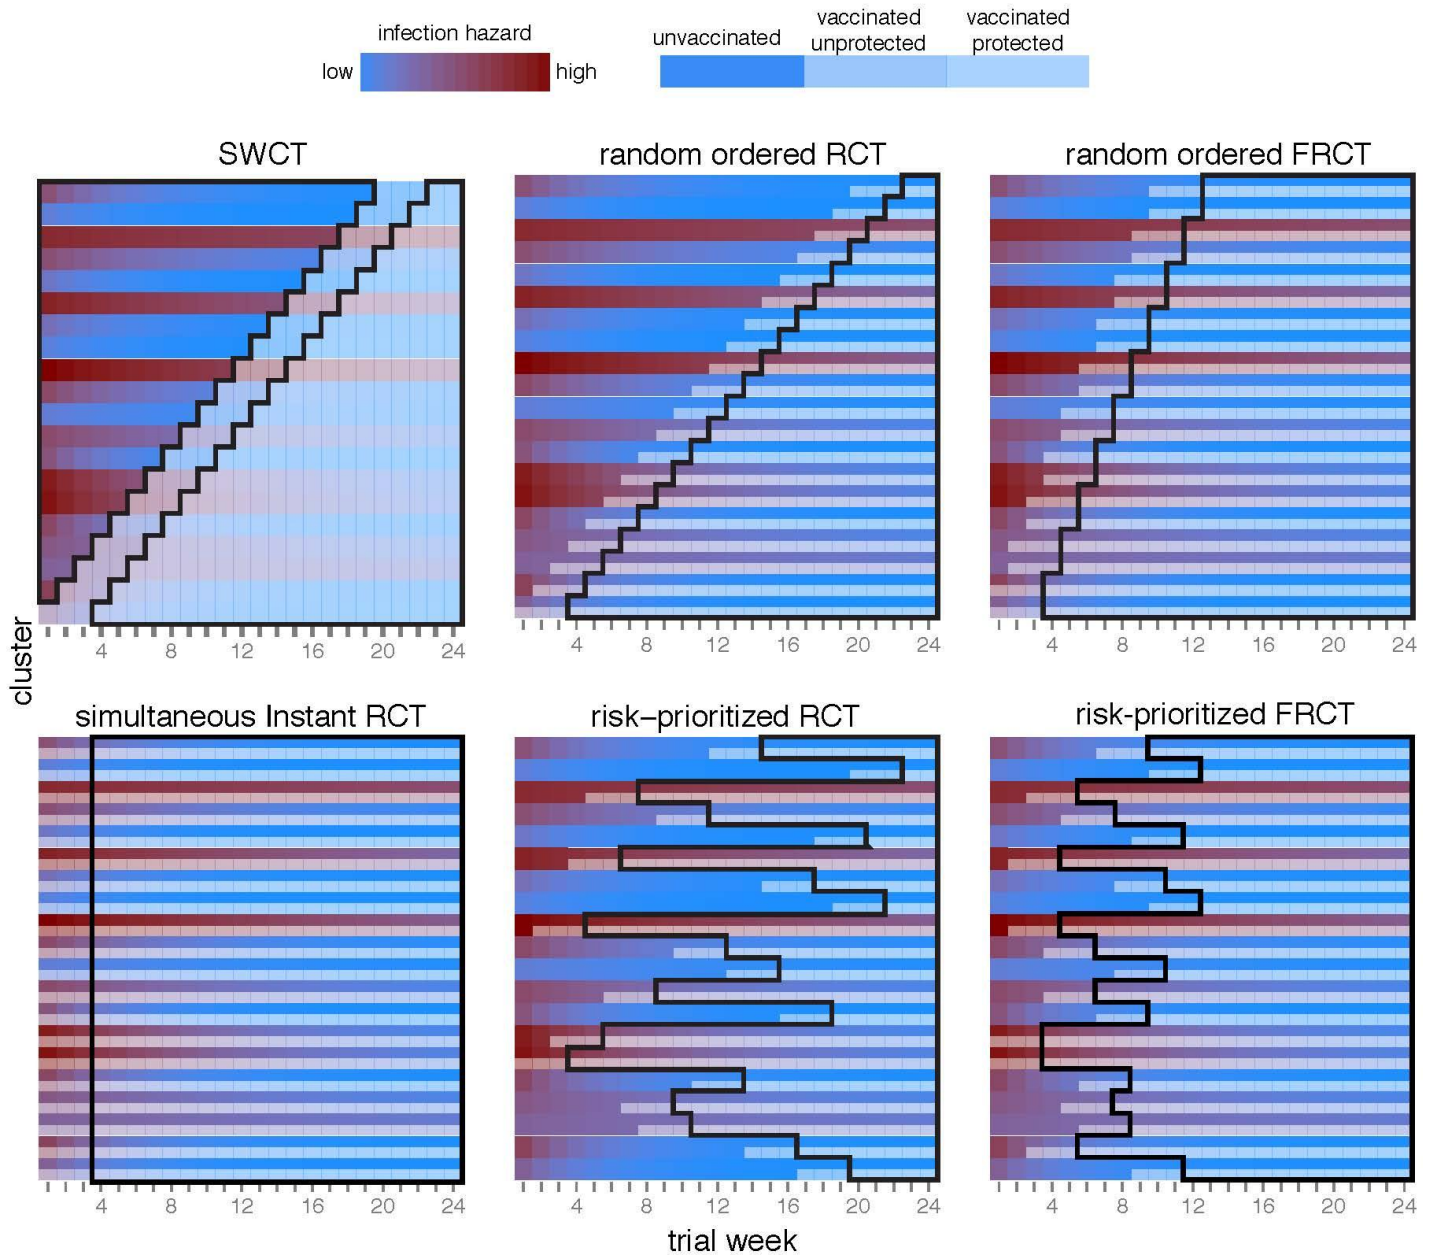 infection hazard
low
high
unvaccinated
vaccinated
unprotected
vaccinated
protected
SWCT
random ordered RCT
random ordered FRCT
4 8 12 16 20 24
4 8 12 16 20 24
4 8 12 16 20 24
cluster
simultaneous Instant RCT
risk–prioritized RCT
risk-prioritized FRCT
4 8 12 16 20 24
4 8 12 16 20 24
4 8 12 16 20 24
trial week